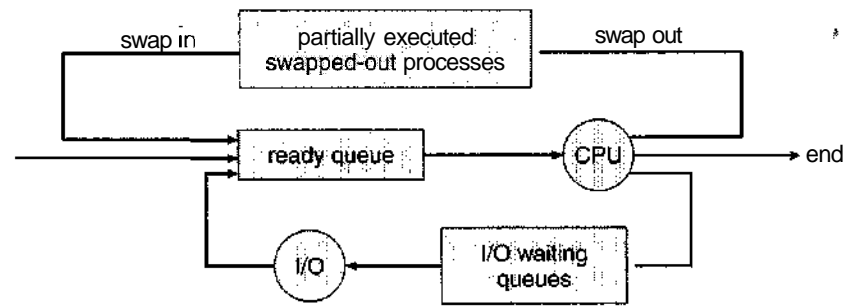 swap in
partially executed
swapped-out processes
swap out
ready queue
CPU
end
I/O
I/O waiting
queues